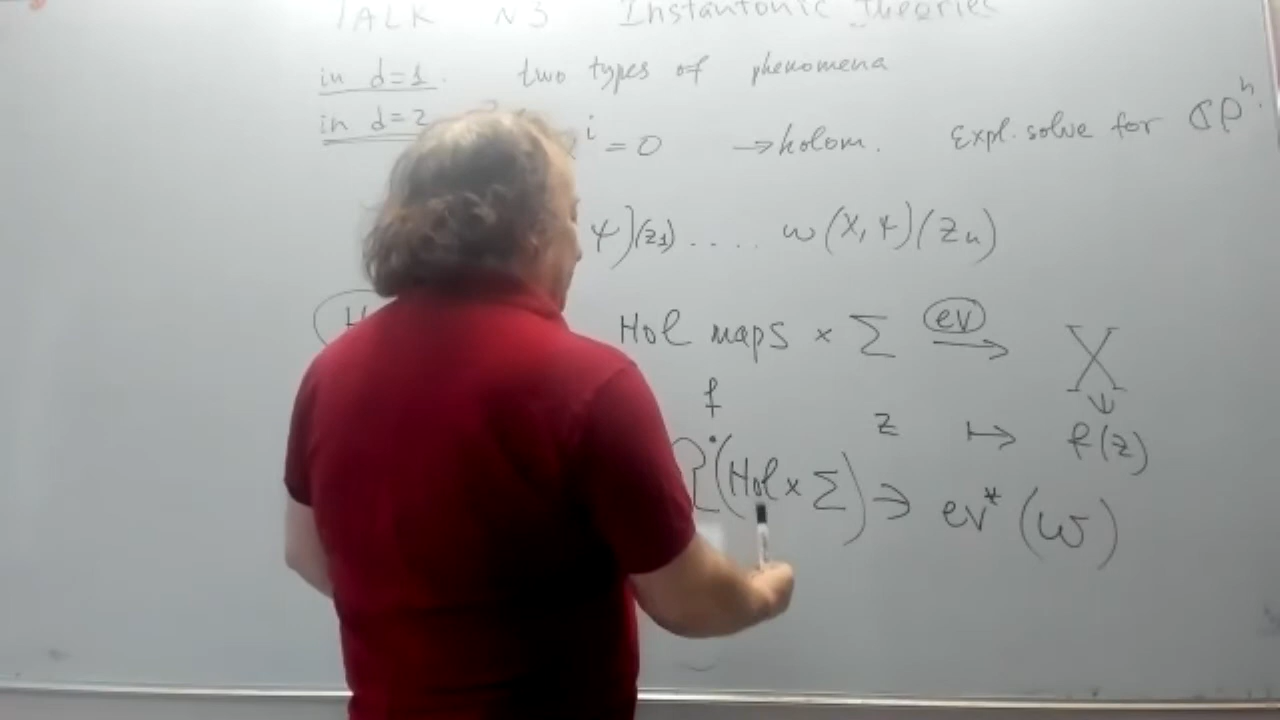 TALK N3 Instantonic Theories
in d=1. two types of phenomena
in d=2 i = 0 → holom. Expl. solve for ℂPⁿ.
ψ)(z₁) .... ω(X,ψ)(zₙ)
Hol maps × Σ ev → X
f ↓
z ↦ f(z)
Ω˙(Hol × Σ) ∋ ev*(ω)